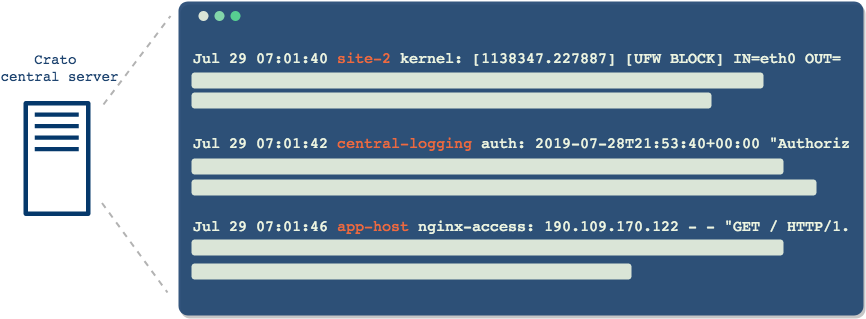 Crato
central server
Jul 29 07:01:40 site-2 kernel: [1138347.227887] [UFW BLOCK] IN=eth0 OUT=
Jul 29 07:01:42 central-logging auth: 2019-07-28T21:53:40+00:00 "Authoriz
Jul 29 07:01:46 app-host nginx-access: 190.109.170.122 - - "GET / HTTP/1.